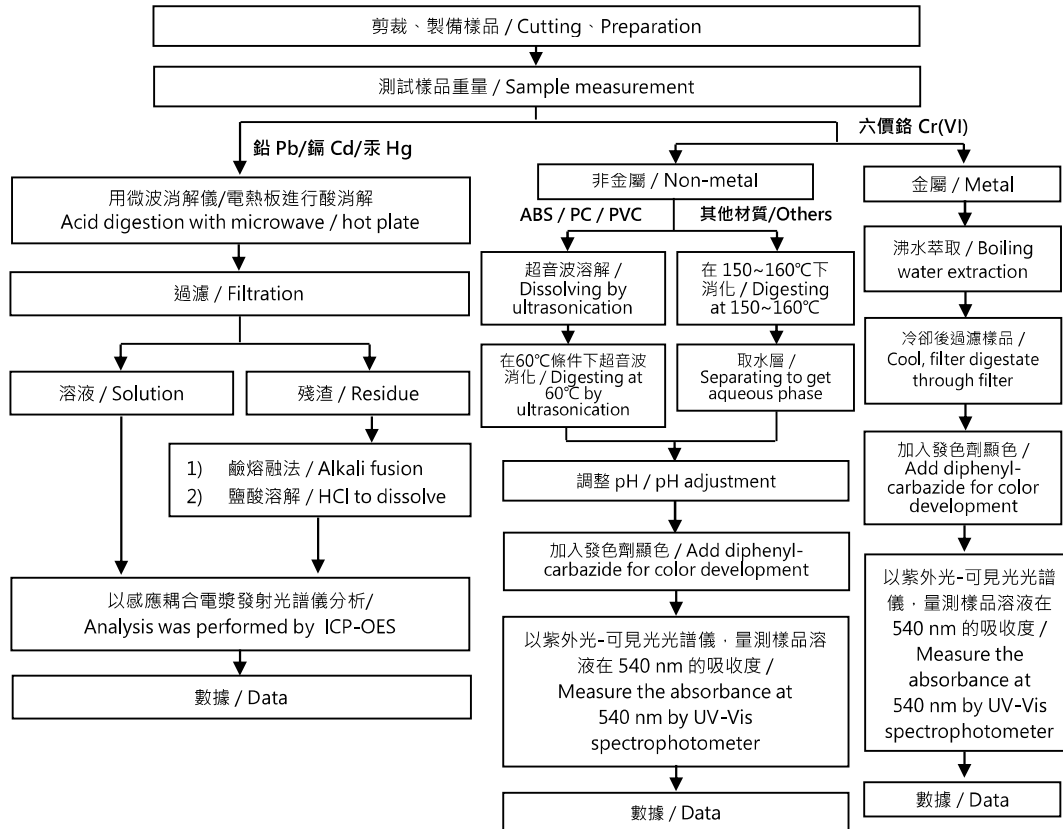 剪裁、製備樣品 / Cutting、Preparation
測試樣品重量 / Sample measurement
鉛 Pb/鎘 Cd/汞 Hg
六價鉻 Cr(VI)
用微波消解儀/電熱板進行酸消解
Acid digestion with microwave / hot plate
過濾 / Filtration
溶液 / Solution
殘渣 / Residue
1) 鹼熔融法 / Alkali fusion
2) 鹽酸溶解 / HCl to dissolve
以感應耦合電漿發射光譜儀分析/
Analysis was performed by ICP-OES
數據 / Data
非金屬 / Non-metal
ABS / PC / PVC
其他材質/Others
超音波溶解 /
Dissolving by
ultrasonication
在 150~160℃下
消化 / Digesting
at 150~160℃
在60℃條件下超音波
消化 / Digesting at
60℃ by
ultrasonication
取水層 /
Separating to get
aqueous phase
調整 pH / pH adjustment
加入發色劑顯色 / Add diphenyl-
carbazide for color development
以紫外光-可見光光譜儀，量測樣品溶
液在 540 nm 的吸收度 /
Measure the absorbance at
540 nm by UV-Vis
spectrophotometer
數據 / Data
金屬 / Metal
沸水萃取 / Boiling
water extraction
冷卻後過濾樣品 /
Cool, filter digestate
through filter
加入發色劑顯色 /
Add diphenyl-
carbazide for color
development
以紫外光-可見光光譜
儀，量測樣品溶液在
540 nm 的吸收度 /
Measure the
absorbance at
540 nm by UV-Vis
spectrophotometer
數據 / Data